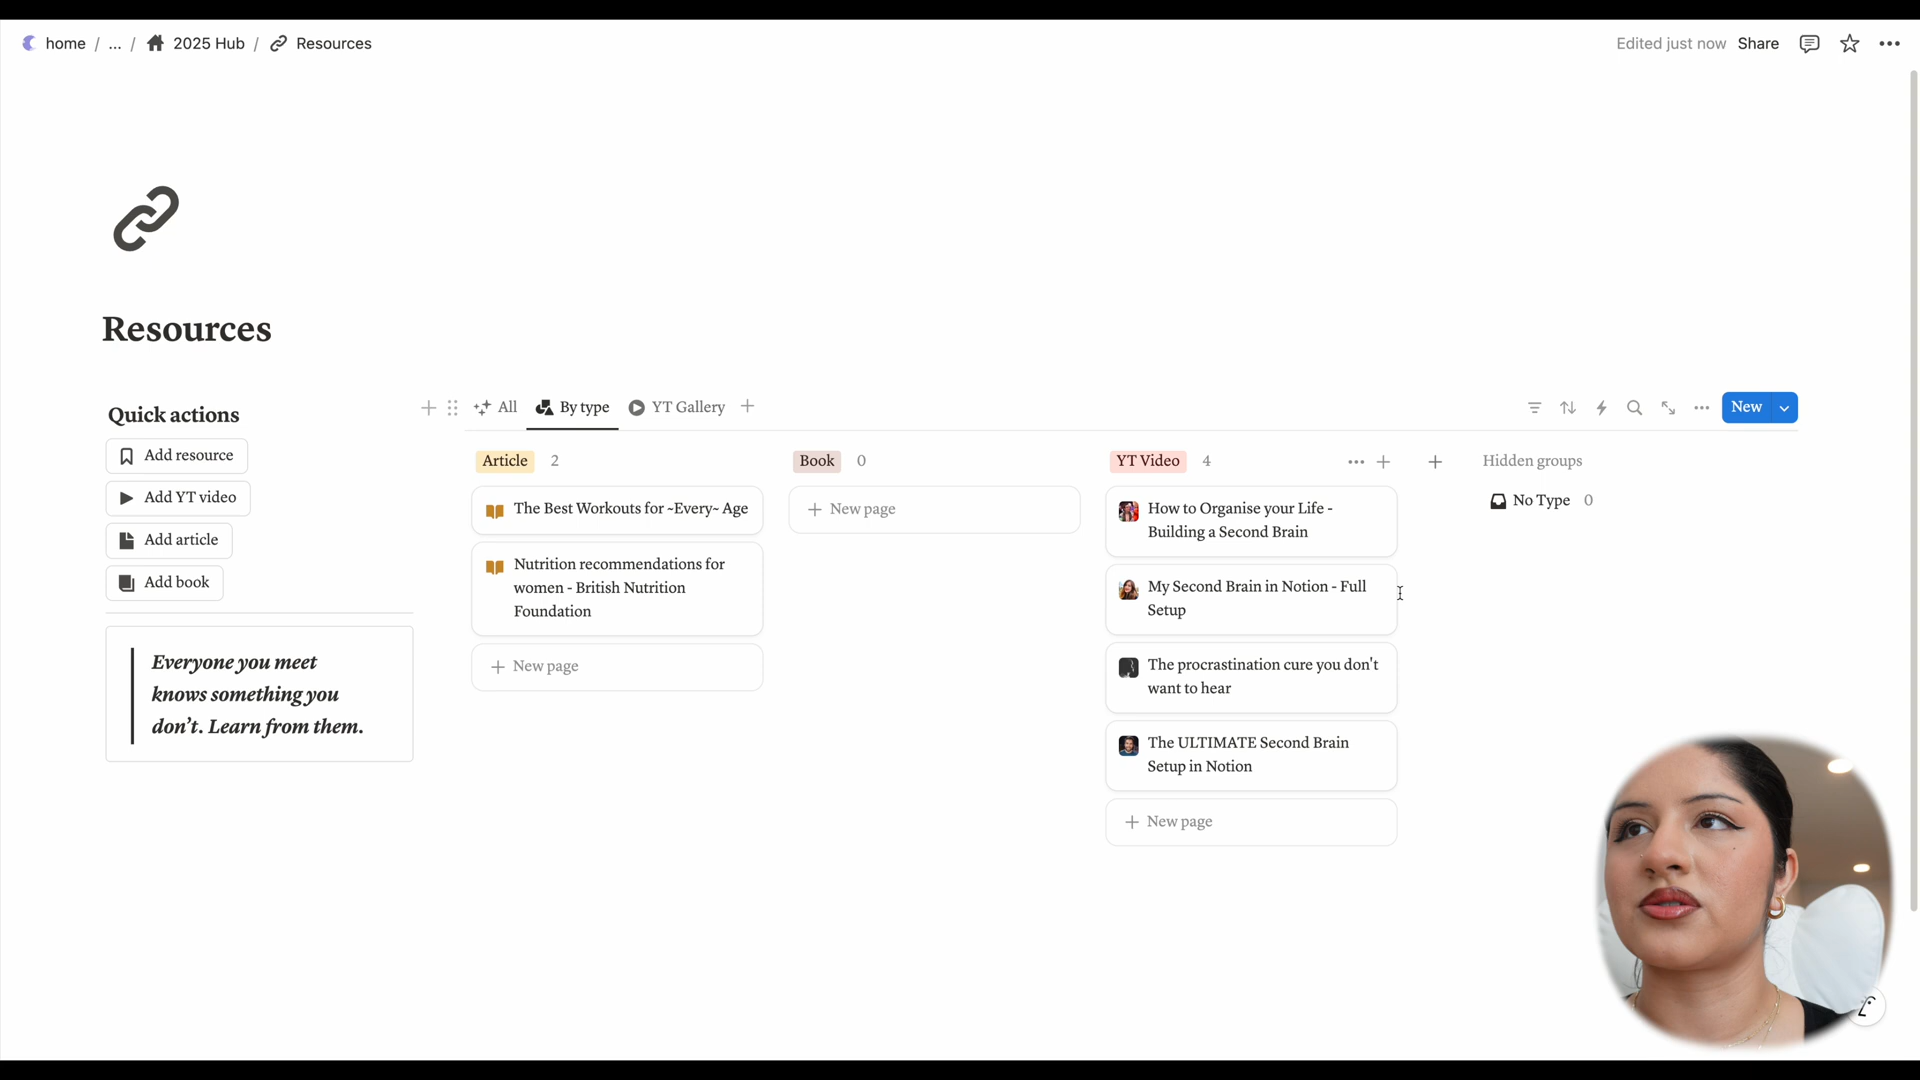 home / ... / 2025 Hub / Resources
Edited just now Share
Resources
Quick actions
Add resource
Add YT video
Add article
Add book
Everyone you meet
knows something you
don’t. Learn from them.
All By type YT Gallery
New
Article 2
The Best Workouts for ~Every~ Age
Nutrition recommendations for
women - British Nutrition
Foundation
New page
Book 0
New page
YT Video 4
How to Organise your Life -
Building a Second Brain
My Second Brain in Notion - Full
Setup
The procrastination cure you don't
want to hear
The ULTIMATE Second Brain
Setup in Notion
New page
Hidden groups
No Type 0